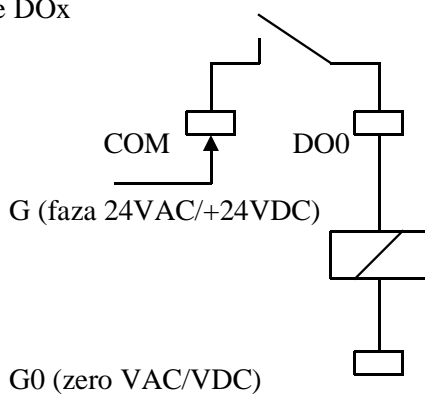 e DOx
COM
DO0
G (faza 24VAC/+24VDC)
G0 (zero VAC/VDC)